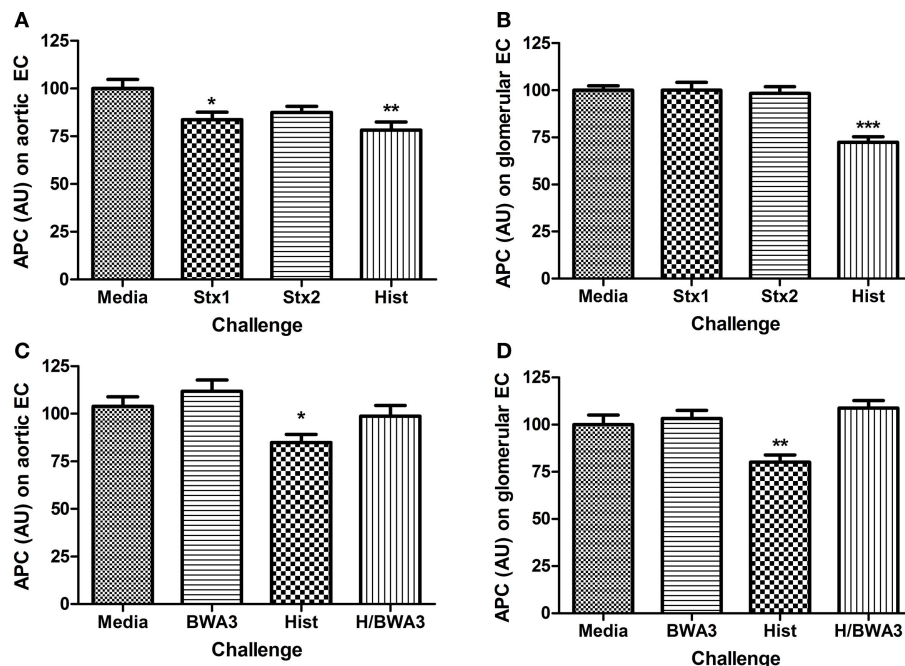 A
APC (AU) on aortic EC
125
100
75
50
25
0
*
**
Media Stx1 Stx2 Hist
Challenge
B
APC (AU) on glomerular EC
125
100
75
50
25
0
***
Media Stx1 Stx2 Hist
Challenge
C
APC (AU) on aortic EC
125
100
75
50
25
0
*
Media BWA3 Hist H/BWA3
Challenge
D
APC (AU) on glomerular EC
125
100
75
50
25
0
**
Media BWA3 Hist H/BWA3
Challenge